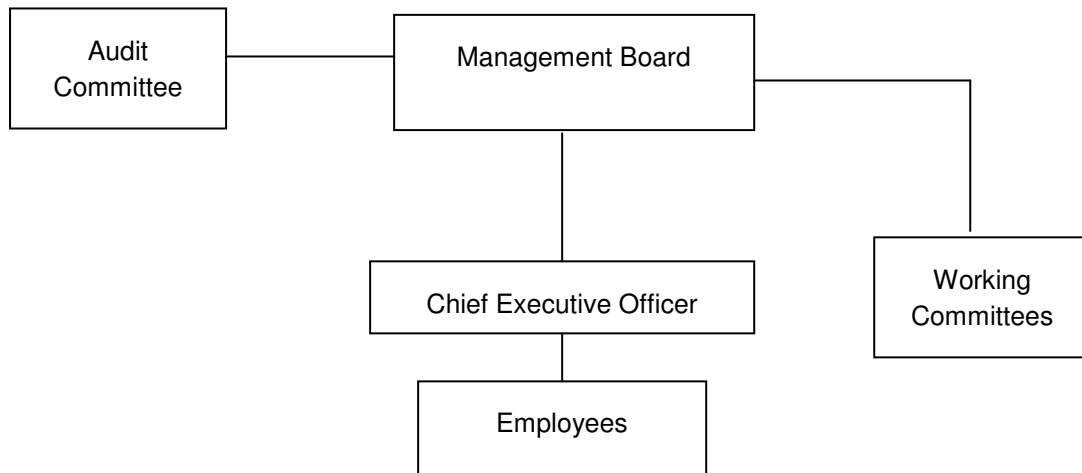 Audit
Committee
Management Board
Chief Executive Officer
Working
Committees
Employees